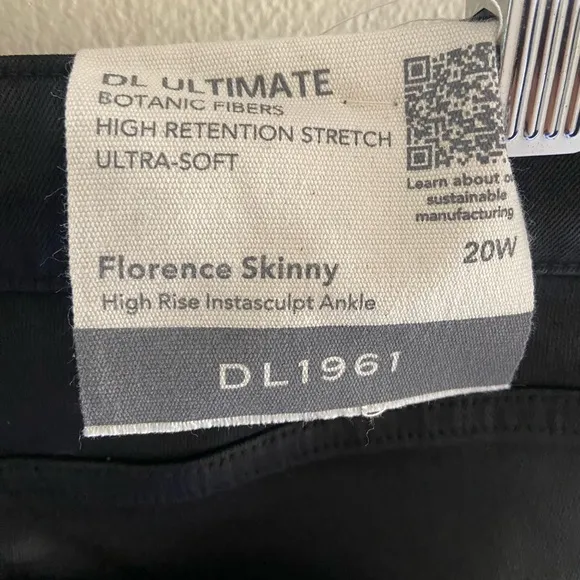 DL ULTIMATE
BOTANIC FIBERS
HIGH RETENTION STRETCH
ULTRA-SOFT
Learn about
sustainable
manufacturing
20W
Florence Skinny
High Rise Instasculpt Ankle
DL1961